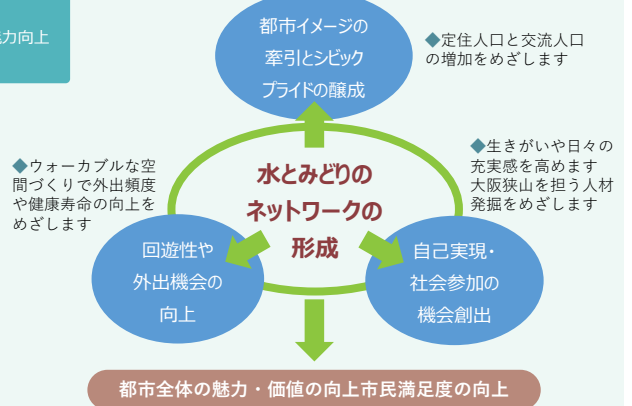 力向上
都市イメージの
牽引とシビック
プライドの醸成
◆定住人口と交流人口
の増加をめざします
◆ウォーカブルな空
間づくりで外出頻度
や健康寿命の向上を
めざします
水とみどりの
ネットワークの
形成
◆生きがいや日々の
充実感を高めます
大阪狭山を担う人材
発掘をめざします
回遊性や
外出機会の
向上
自己実現・
社会参加の
機会創出
都市全体の魅力・価値の向上市民満足度の向上